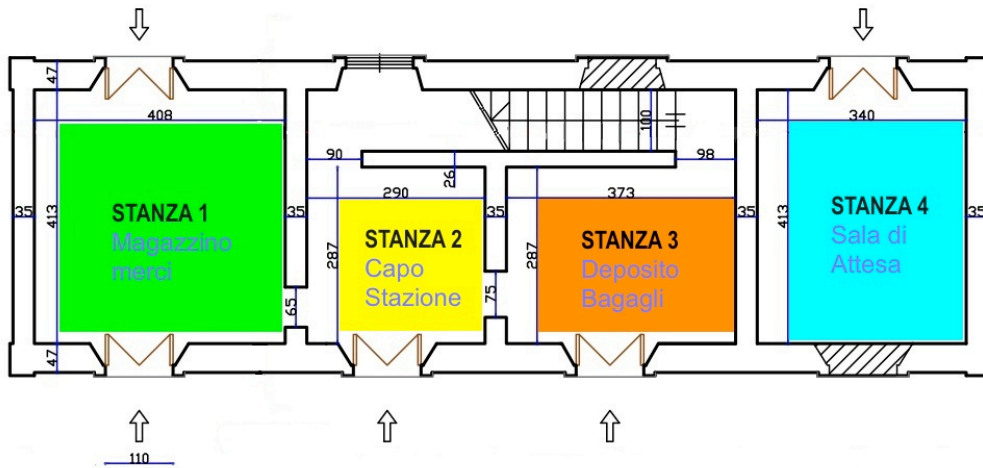 47
408
340
100
90
98
26
290
373
35
413
35
35
35
413
35
STANZA 1
Magazzino
merci
STANZA 2
Capo
Stazione
STANZA 3
Deposito
Bagagli
STANZA 4
Sala di
Attesa
287
287
65
75
47
110